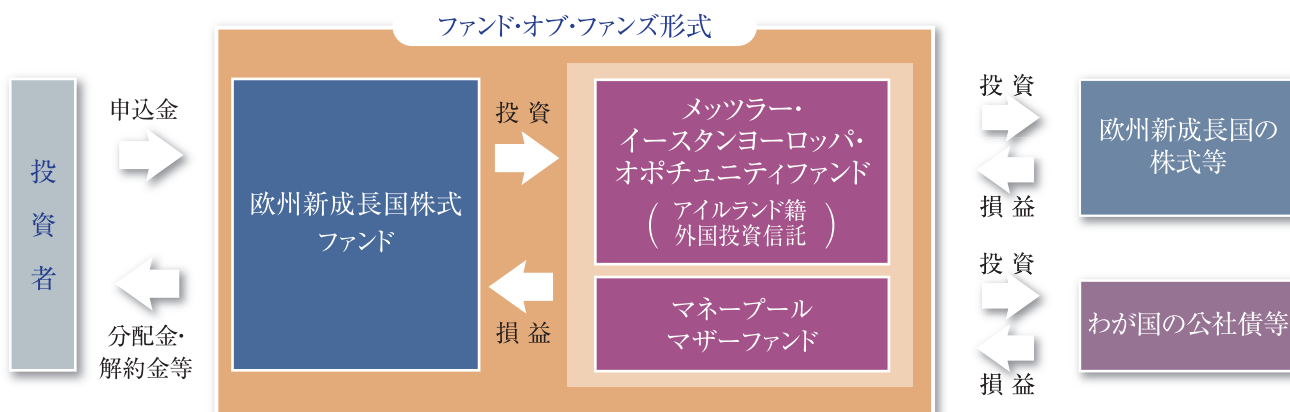 ファンド・オブ・ファンズ形式
投資者
申込金
分配金・
解約金等
欧州新成長国株式
ファンド
投資
損益
メッツラー・
イースタンヨーロッパ・
オポチュニティファンド
(アイルランド籍
外国投資信託)
マネープール
マザーファンド
投資
損益
欧州新成長国の
株式等
投資
損益
わが国の公社債等